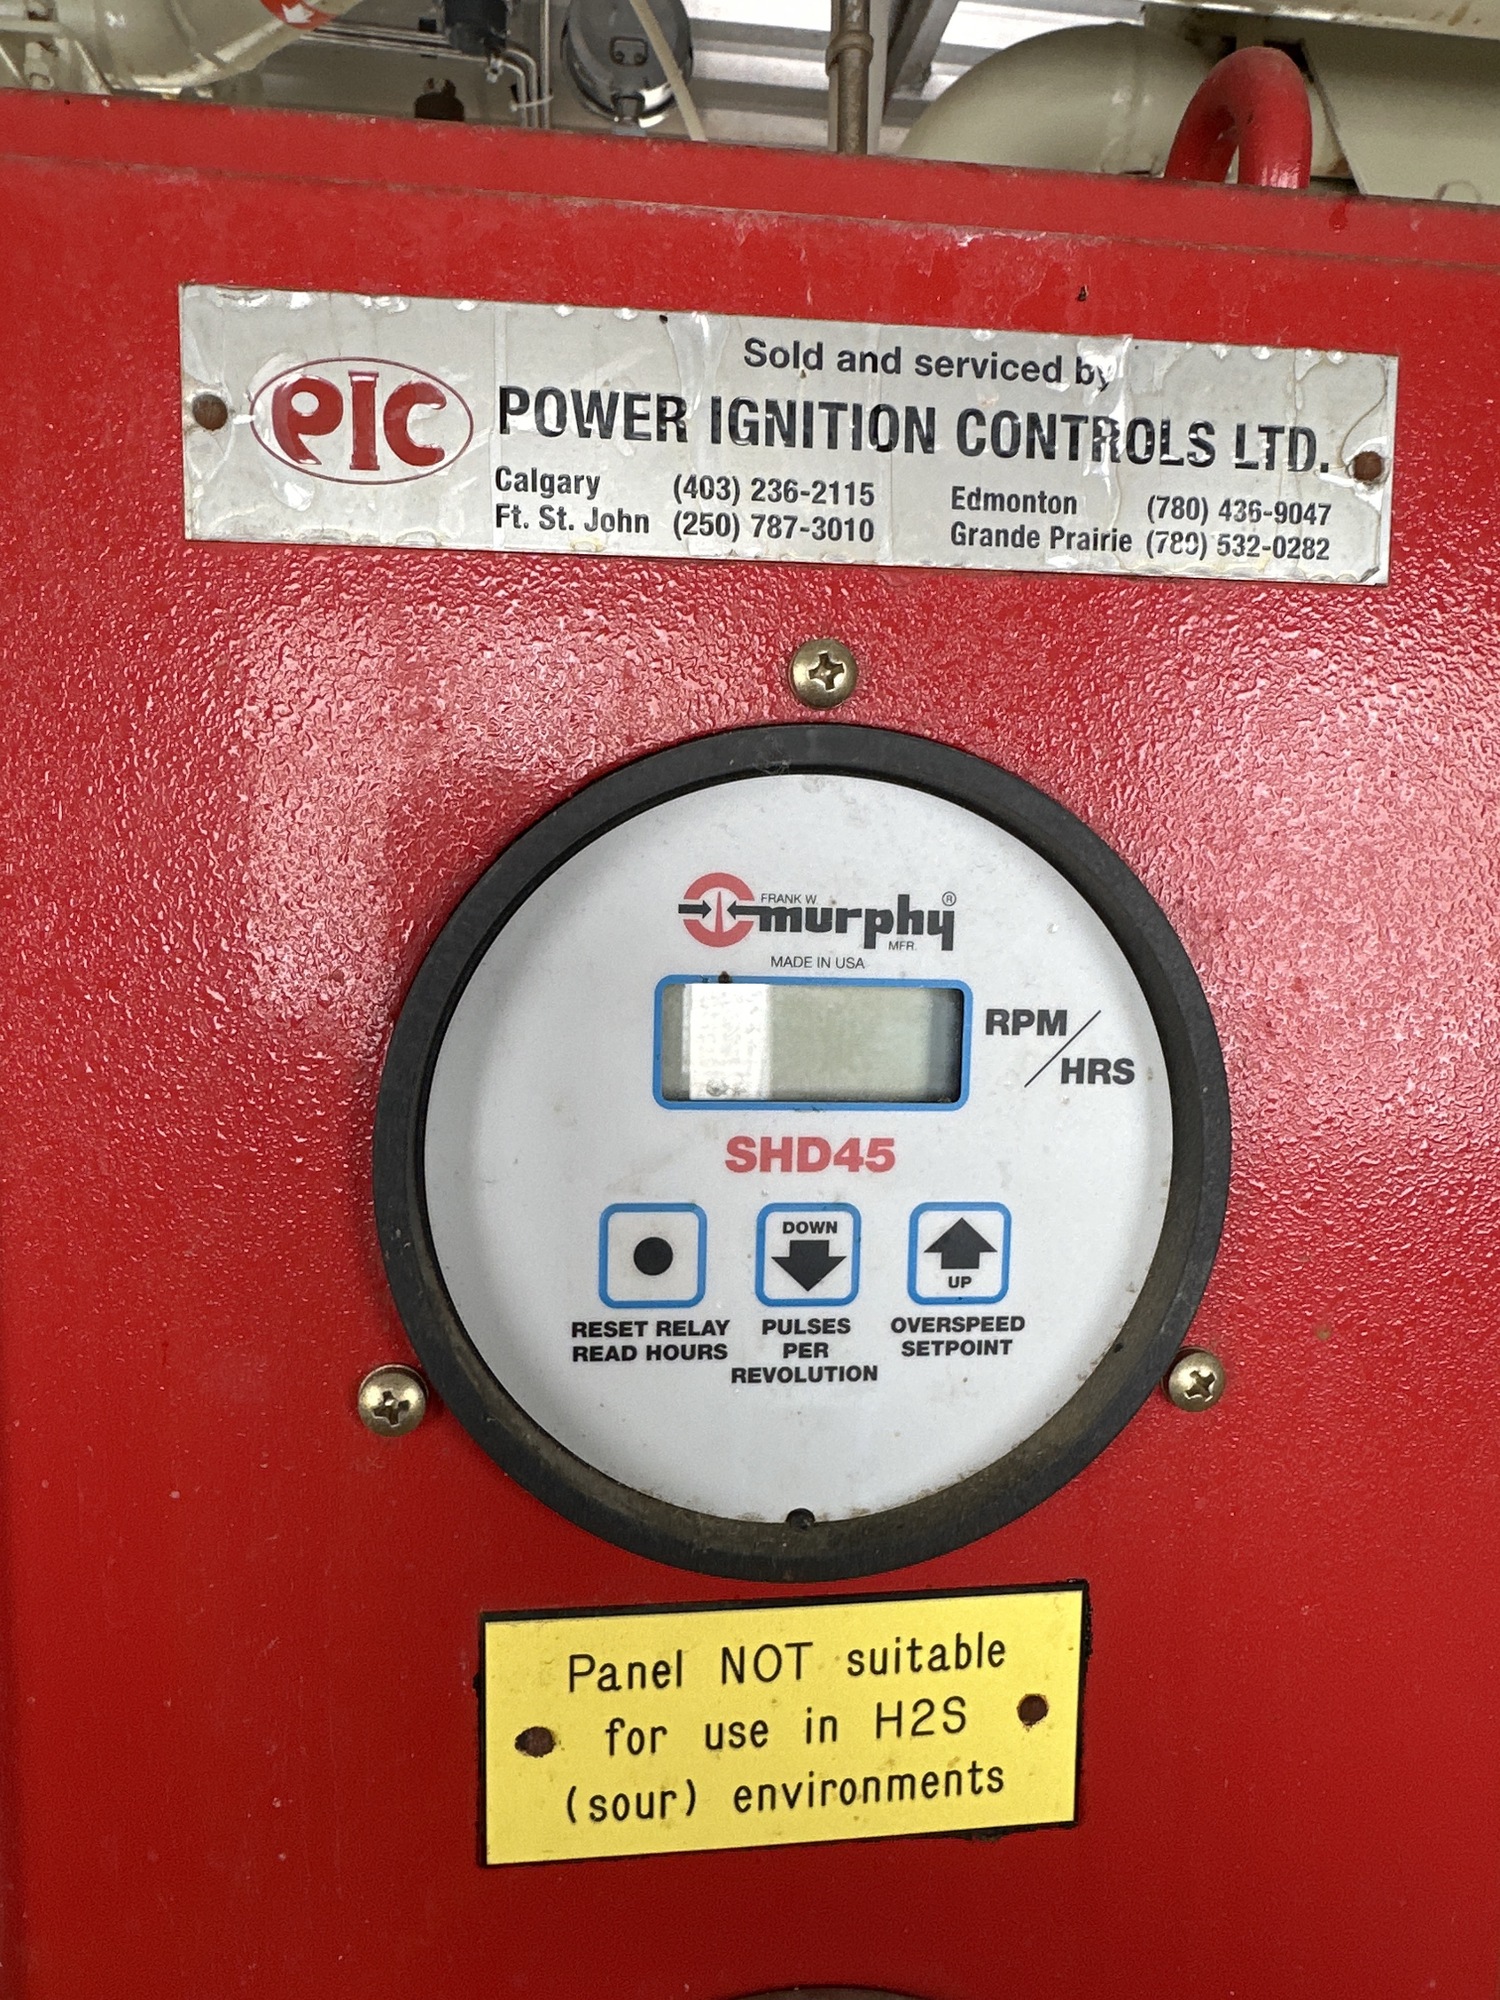 Sold and serviced by
PIC
POWER IGNITION CONTROLS LTD.
Calgary (403) 236-2115 Edmonton (780) 436-9047
Ft. St. John (250) 787-3010 Grande Prairie (780) 532-0282
FRANK W.
murphy®
MFR.
MADE IN USA
RPM/HRS
SHD45
DOWN
UP
RESET RELAY
READ HOURS
PULSES
PER
REVOLUTION
OVERSPEED
SETPOINT
Panel NOT suitable
for use in H2S
(sour) environments